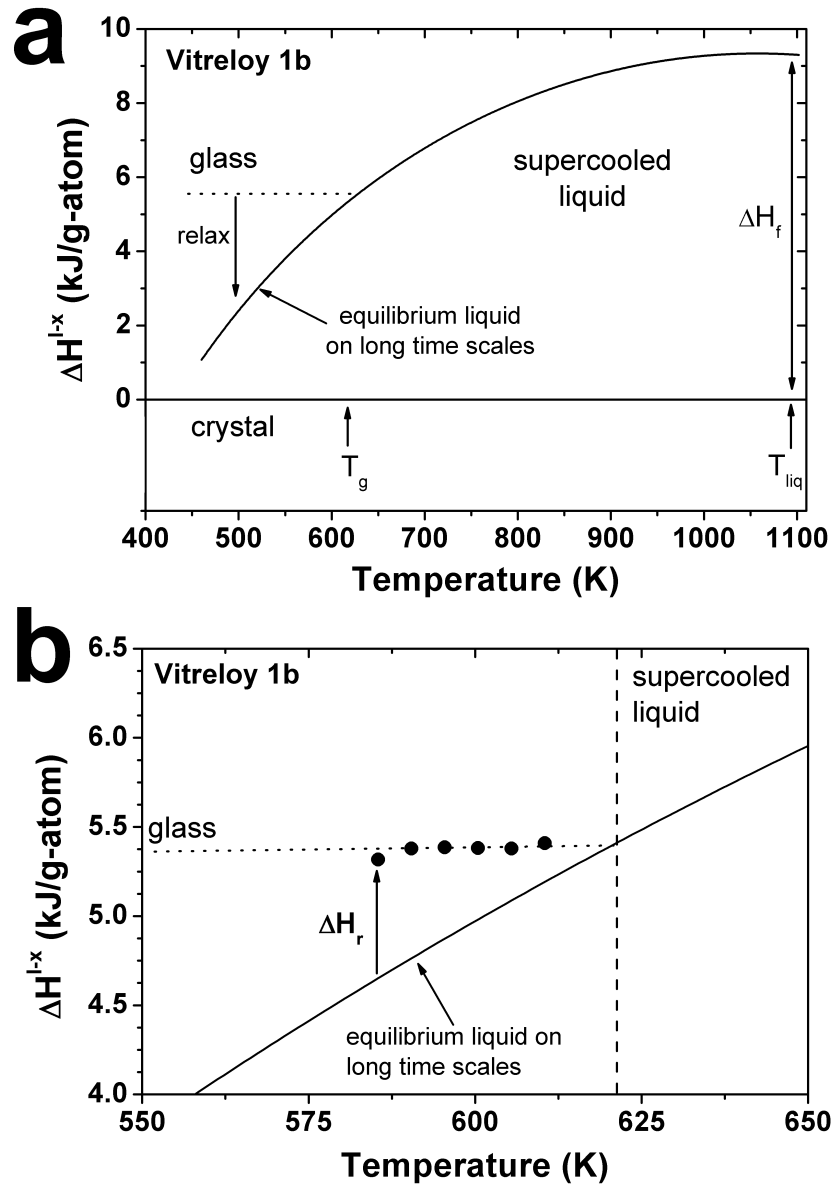 a
Vitreloy 1b
10
8
6
4
2
0
glass
relax
supercooled
liquid
ΔHf
equilibrium liquid
on long time scales
crystal
Tg
Tliq
ΔHl-x (kJ/g-atom)
400 500 600 700 800 900 1000 1100
Temperature (K)
b
Vitreloy 1b
supercooled
liquid
6.5
6.0
5.5
5.0
4.5
4.0
glass
ΔHr
equilibrium liquid on
long time scales
ΔHl-x (kJ/g-atom)
550 575 600 625 650
Temperature (K)